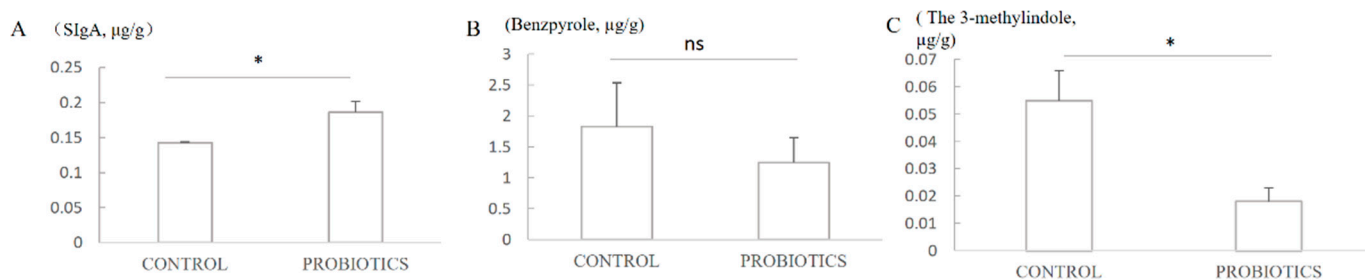 A （SIgA, μg/g）
*
0.25
0.2
0.15
0.1
0.05
0
CONTROL PROBIOTICS
B (Benzpyrole, μg/g)
ns
3
2.5
2
1.5
1
0.5
0
CONTROL PROBIOTICS
C ( The 3-methylindole,
μg/g)
*
0.07
0.06
0.05
0.04
0.03
0.02
0.01
0
CONTROL PROBIOTICS